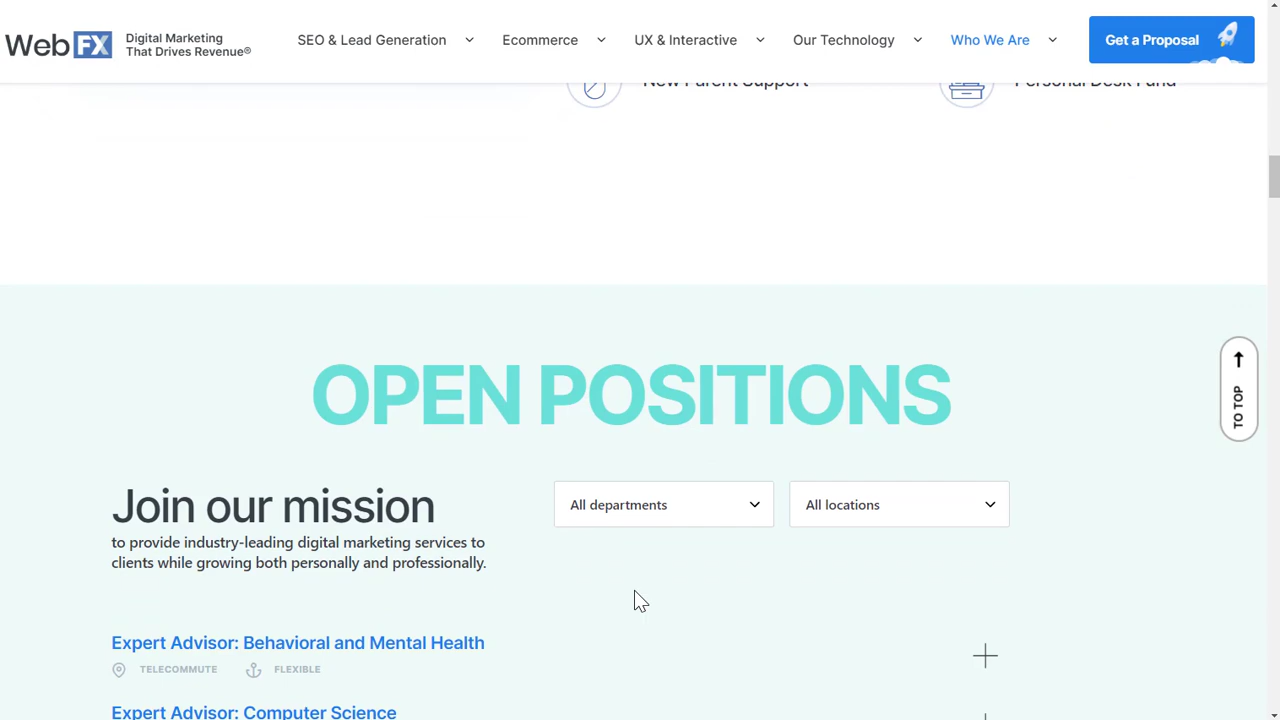 Web FX
Digital Marketing
That Drives Revenue®
SEO & Lead Generation
Ecommerce
UX & Interactive
Our Technology
Who We Are
Get a Proposal
New Parent Support
Personal Desk Fund
OPEN POSITIONS
TO TOP
Join our mission
to provide industry-leading digital marketing services to
clients while growing both personally and professionally.
All departments
All locations
Expert Advisor: Behavioral and Mental Health
TELECOMMUTE
FLEXIBLE
Expert Advisor: Computer Science